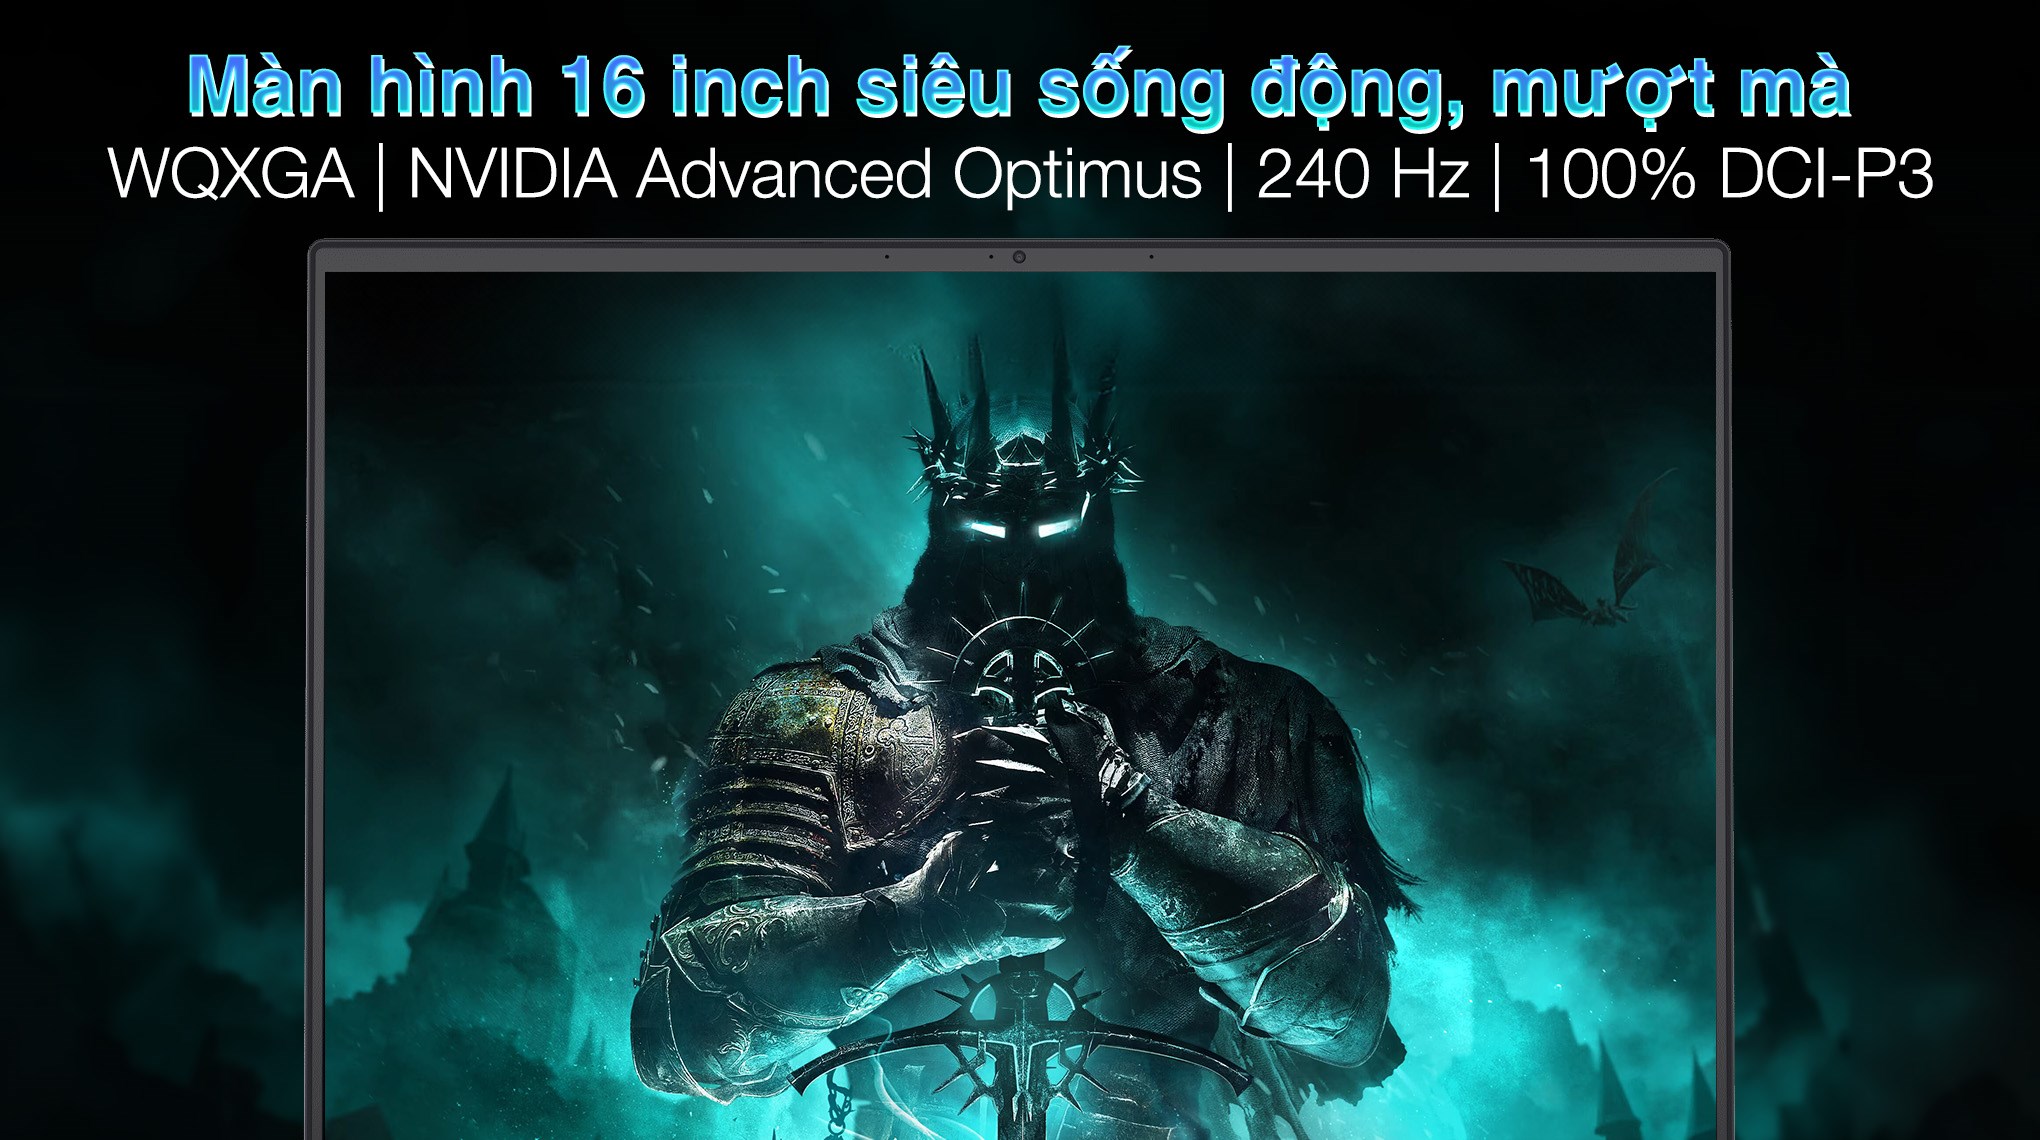 Màn hình 16 inch siêu sống động, mượt mà
WQXGA | NVIDIA Advanced Optimus | 240 Hz | 100% DCI-P3